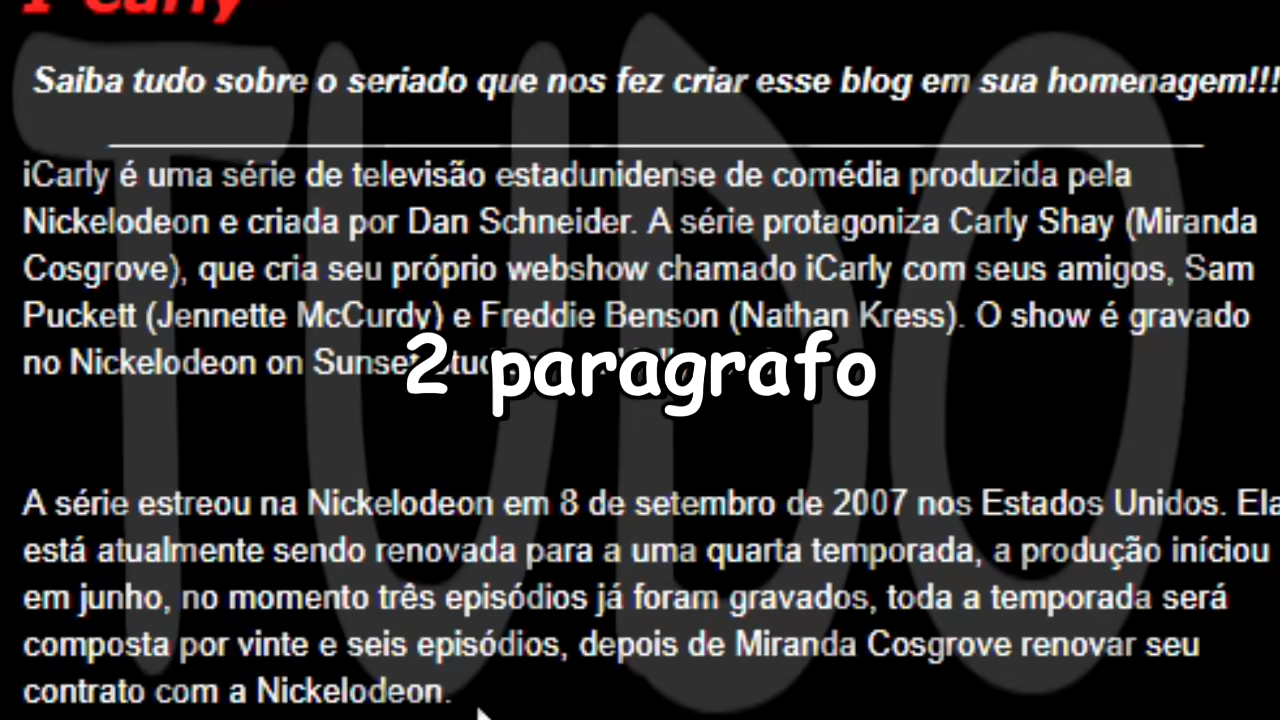 I Carly
Saiba tudo sobre o seriado que nos fez criar esse blog em sua homenagem!!!
iCarly é uma série de televisão estadunidense de comédia produzida pela
Nickelodeon e criada por Dan Schneider. A série protagoniza Carly Shay (Miranda
Cosgrove), que cria seu próprio webshow chamado iCarly com seus amigos, Sam
Puckett (Jennette McCurdy) e Freddie Benson (Nathan Kress). O show é gravado
no Nickelodeon on Sunset
2 paragrafo
A série estreou na Nickelodeon em 8 de setembro de 2007 nos Estados Unidos. Ela
está atualmente sendo renovada para a uma quarta temporada, a produção iníciou
em junho, no momento três episódios já foram gravados, toda a temporada será
composta por vinte e seis episódios, depois de Miranda Cosgrove renovar seu
contrato com a Nickelodeon.
TUDO